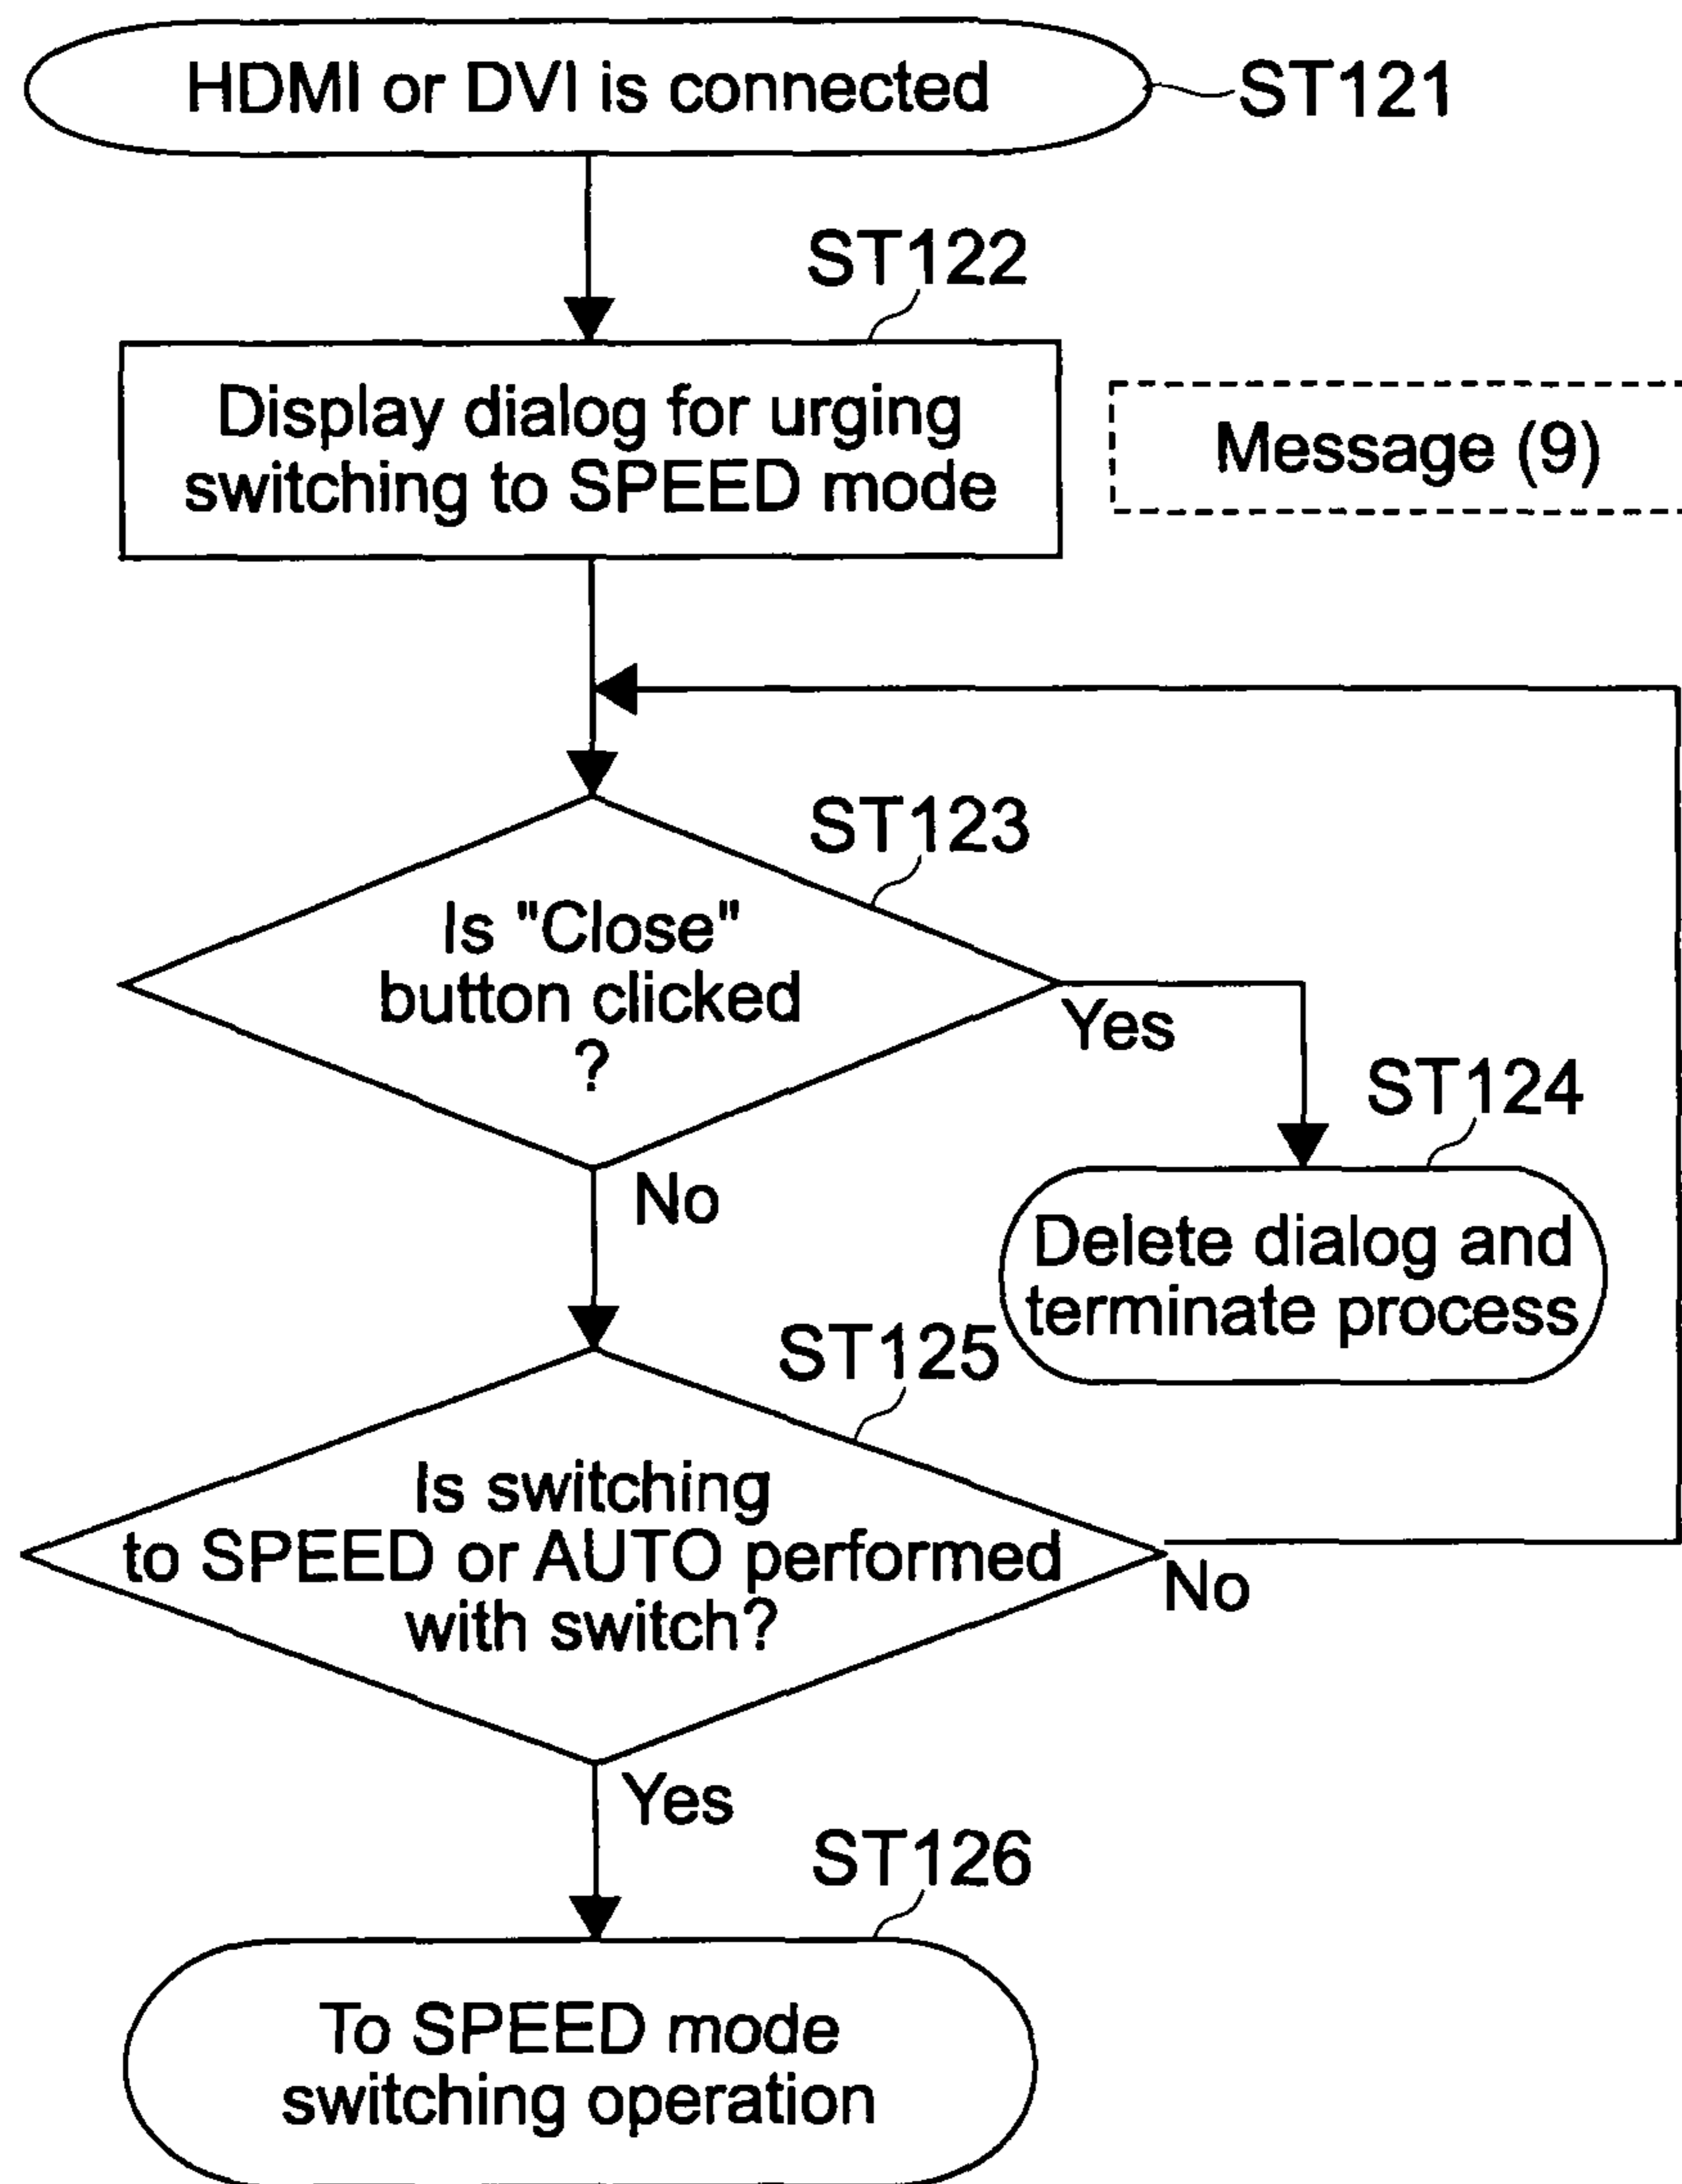 HDMI or DVI is connected
ST121
ST122
Display dialog for urging
switching to SPEED mode
Message (9)
ST123
Is "Close"
button clicked
?
Yes
ST124
No
Delete dialog and
terminate process
ST125
Is switching
to SPEED or AUTO performed
with switch?
No
Yes
ST126
To SPEED mode
switching operation